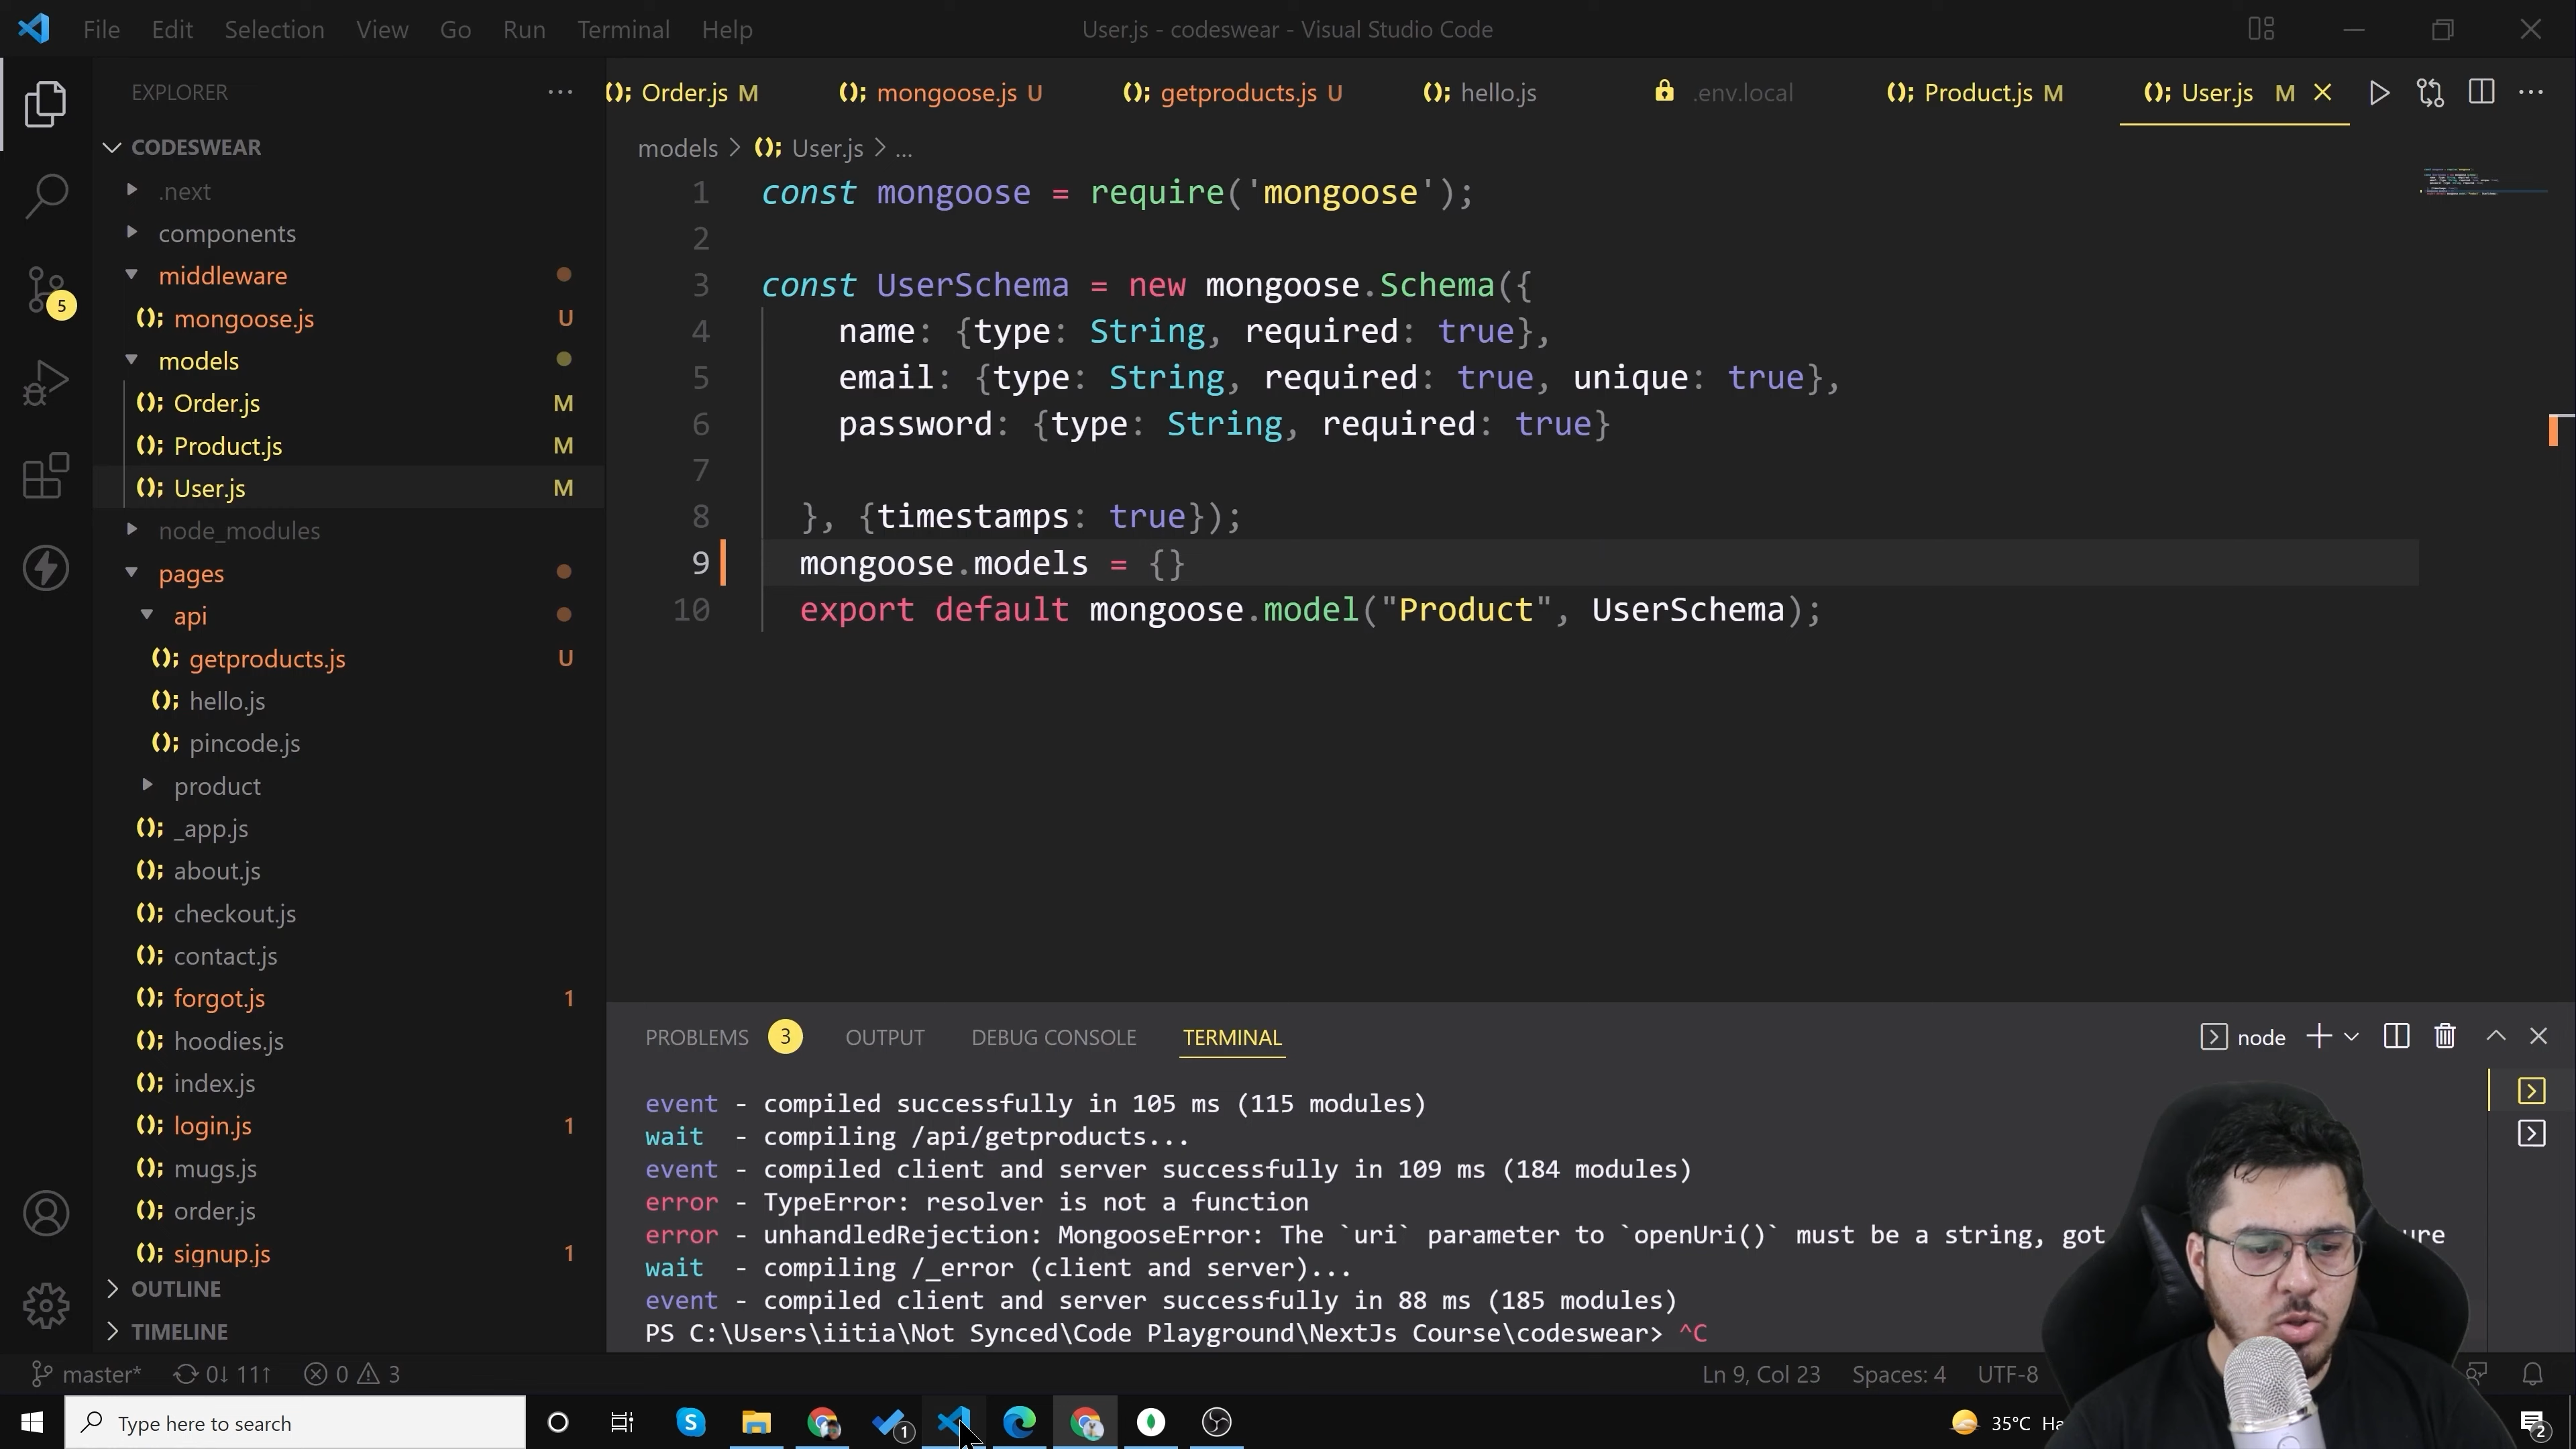 File Edit Selection View Go Run Terminal Help
User.js - codeswear - Visual Studio Code
EXPLORER
CODESWEAR
.next
components
middleware
mongoose.js U
models
Order.js M
Product.js M
User.js M
node_modules
pages
api
getproducts.js U
hello.js
pincode.js
product
_app.js
about.js
checkout.js
contact.js
forgot.js 1
hoodies.js
index.js
login.js 1
mugs.js
order.js
signup.js 1
OUTLINE
TIMELINE
5
Order.js M mongoose.js U getproducts.js U hello.js .env.local Product.js M User.js M
models > User.js > ...
1 const mongoose = require('mongoose');
2
3 const UserSchema = new mongoose.Schema({
4 name: {type: String, required: true},
5 email: {type: String, required: true, unique: true},
6 password: {type: String, required: true}
7
8 }, {timestamps: true});
9 mongoose.models = {}
10 export default mongoose.model("Product", UserSchema);
PROBLEMS 3 OUTPUT DEBUG CONSOLE TERMINAL
node
event - compiled successfully in 105 ms (115 modules)
wait - compiling /api/getproducts...
event - compiled client and server successfully in 109 ms (184 modules)
error - TypeError: resolver is not a function
error - unhandledRejection: MongooseError: The `uri` parameter to `openUri()` must be a string, got
wait - compiling /_error (client and server)...
event - compiled client and server successfully in 88 ms (185 modules)
PS C:\Users\iitia\Not Synced\Code Playground\NextJs Course\codeswear> ^C
master* 0↓ 11↑ 0 3
Ln 9, Col 23 Spaces: 4 UTF-8
Type here to search
1
35°C
2